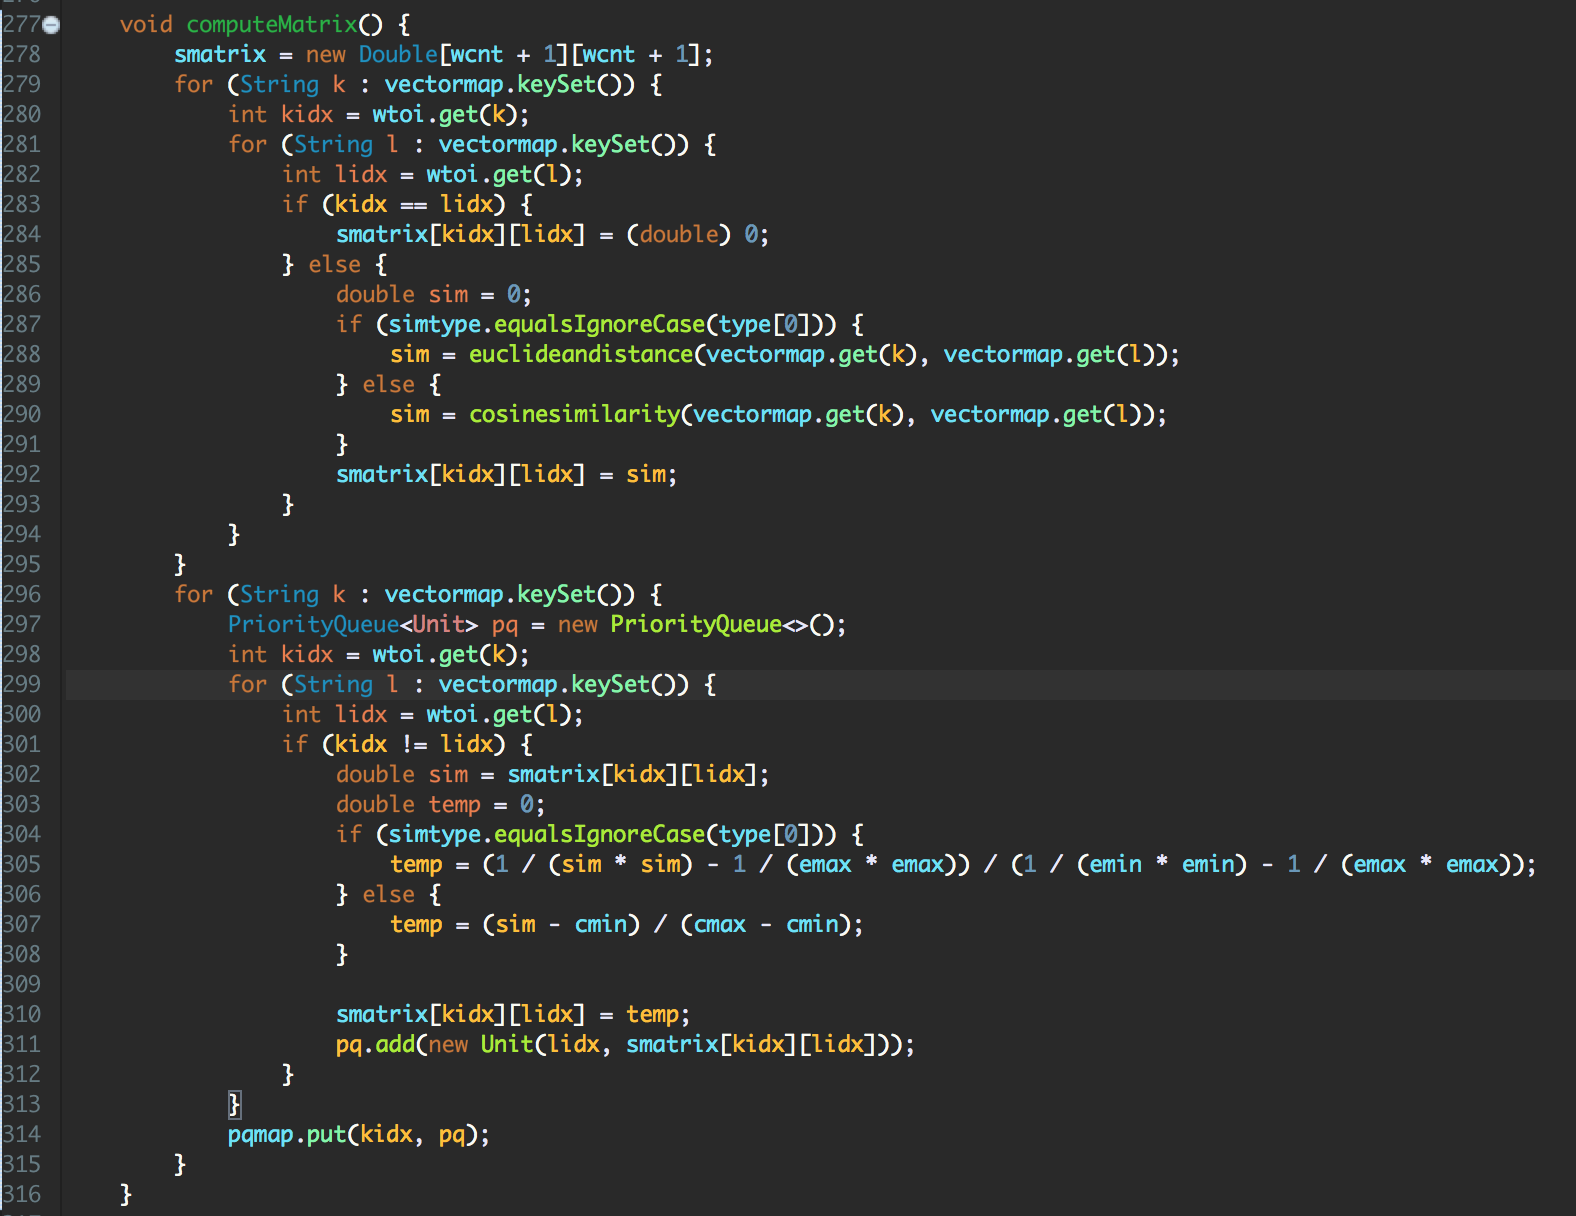 277 void computeMatrix() {
278 smatrix = new Double[wcnt + 1][wcnt + 1];
279 for (String k : vectormap.keySet()) {
280 int kidx = wtoi.get(k);
281 for (String l : vectormap.keySet()) {
282 int lidx = wtoi.get(l);
283 if (kidx == lidx) {
284 smatrix[kidx][lidx] = (double) 0;
285 } else {
286 double sim = 0;
287 if (simtype.equalsIgnoreCase(type[0])) {
288 sim = euclideandistance(vectormap.get(k), vectormap.get(l));
289 } else {
290 sim = cosinesimilarity(vectormap.get(k), vectormap.get(l));
291 }
292 smatrix[kidx][lidx] = sim;
293 }
294 }
295 }
296 for (String k : vectormap.keySet()) {
297 PriorityQueue<Unit> pq = new PriorityQueue<>();
298 int kidx = wtoi.get(k);
299 for (String l : vectormap.keySet()) {
300 int lidx = wtoi.get(l);
301 if (kidx != lidx) {
302 double sim = smatrix[kidx][lidx];
303 double temp = 0;
304 if (simtype.equalsIgnoreCase(type[0])) {
305 temp = (1 / (sim * sim) - 1 / (emax * emax)) / (1 / (emin * emin) - 1 / (emax * emax));
306 } else {
307 temp = (sim - cmin) / (cmax - cmin);
308 }
309
310 smatrix[kidx][lidx] = temp;
311 pq.add(new Unit(lidx, smatrix[kidx][lidx]));
312 }
313 }
314 pqmap.put(kidx, pq);
315 }
316 }